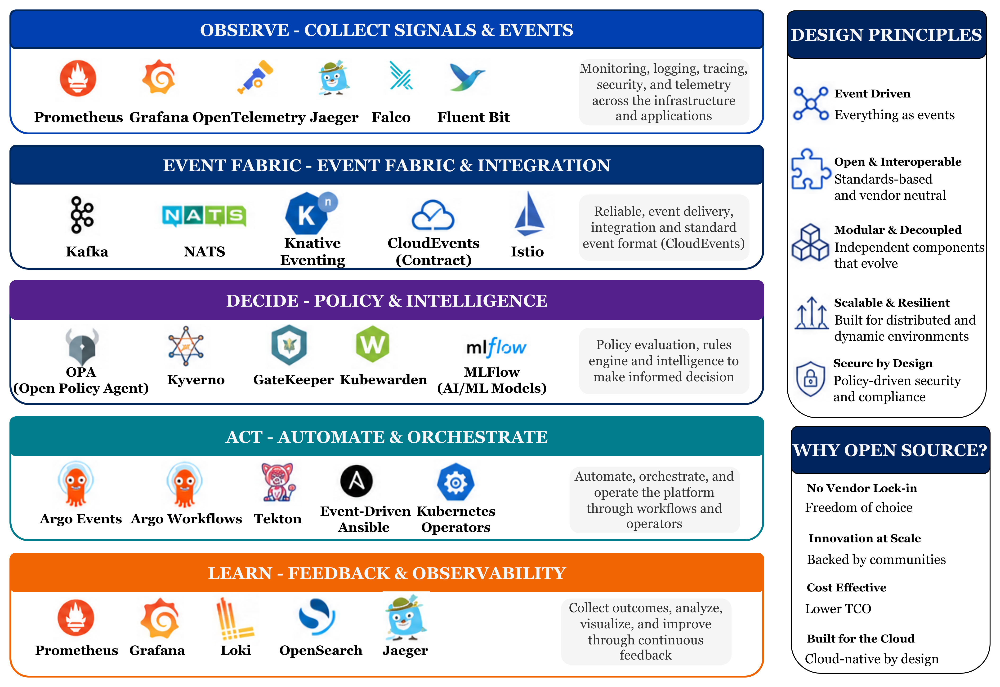 OBSERVE - COLLECT SIGNALS & EVENTS
Prometheus
Grafana
OpenTelemetry
Jaeger
Falco
Fluent Bit
Monitoring, logging, tracing,
security, and telemetry
across the infrastructure
and applications
EVENT FABRIC - EVENT FABRIC & INTEGRATION
NATS
K
n
Kafka
NATS
Knative
Eventing
CloudEvents
(Contract)
Istio
Reliable, event delivery,
integration and standard
event format (CloudEvents)
DECIDE - POLICY & INTELLIGENCE
W
mlflow
OPA
(Open Policy Agent)
Kyverno
GateKeeper
Kubewarden
MLFlow
(AI/ML Models)
Policy evaluation, rules
engine and intelligence to
make informed decision
ACT - AUTOMATE & ORCHESTRATE
Argo Events
Argo Workflows
Tekton
Event-Driven
Ansible
Kubernetes
Operators
Automate, orchestrate, and
operate the platform
through workflows and
operators
LEARN - FEEDBACK & OBSERVABILITY
Prometheus
Grafana
Loki
OpenSearch
Jaeger
Collect outcomes, analyze,
visualize, and improve
through continuous
feedback
DESIGN PRINCIPLES
Event Driven
Everything as events
Open & Interoperable
Standards-based
and vendor neutral
Modular & Decoupled
Independent components
that evolve
Scalable & Resilient
Built for distributed and
dynamic environments
Secure by Design
Policy-driven security
and compliance
WHY OPEN SOURCE?
No Vendor Lock-in
Freedom of choice
Innovation at Scale
Backed by communities
Cost Effective
Lower TCO
Built for the Cloud
Cloud-native by design